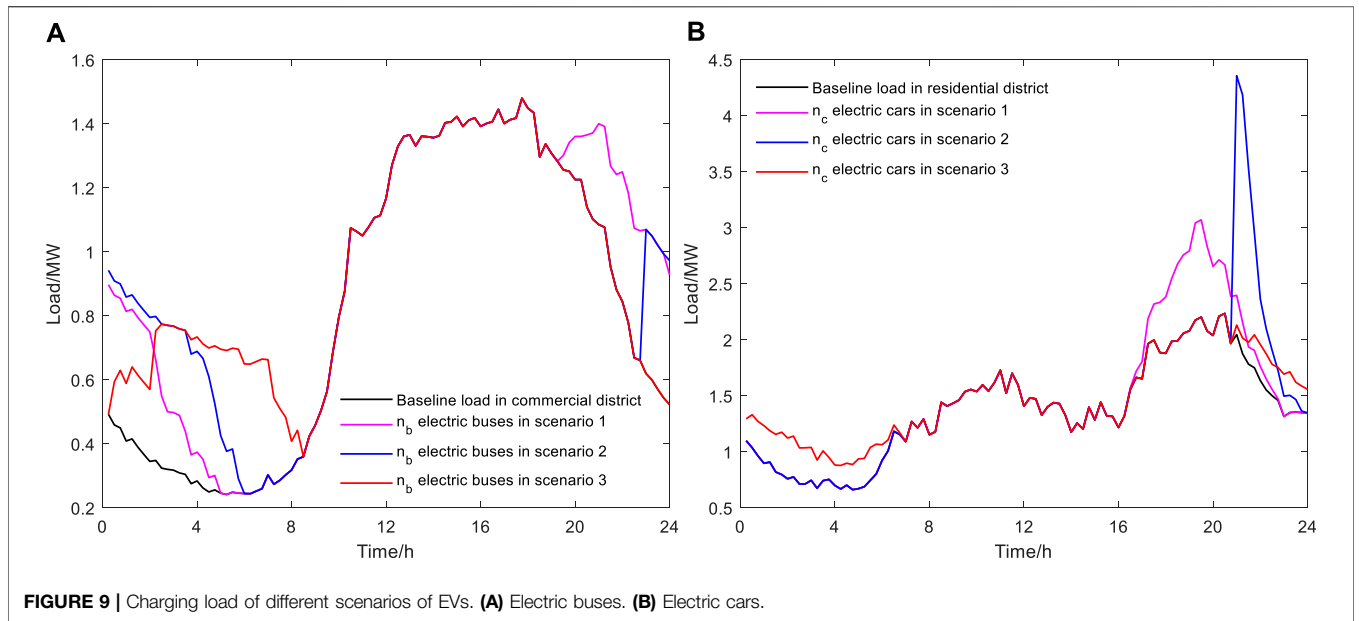 A
1.6
1.4
1.2
1
0.8
0.6
0.4
0.2
Load/MW
0 4 8 12 16 20 24
Time/h
Baseline load in commercial district
n_b electric buses in scenario 1
n_b electric buses in scenario 2
n_b electric buses in scenario 3
B
4.5
4
3.5
3
2.5
2
1.5
1
0.5
Load/MW
0 4 8 12 16 20 24
Time/h
Baseline load in residential district
n_c electric cars in scenario 1
n_c electric cars in scenario 2
n_c electric cars in scenario 3
FIGURE 9 | Charging load of different scenarios of EVs. (A) Electric buses. (B) Electric cars.